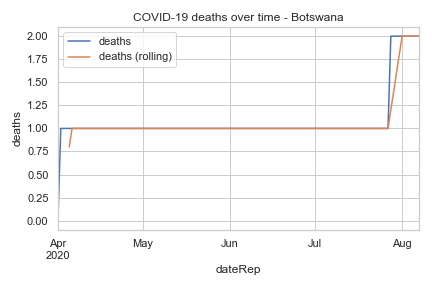 COVID-19 deaths over time - Botswana
deaths
deaths (rolling)
2.00
1.75
1.50
1.25
1.00
0.75
0.50
0.25
0.00
deaths
Apr
2020
May
Jun
Jul
Aug
dateRep